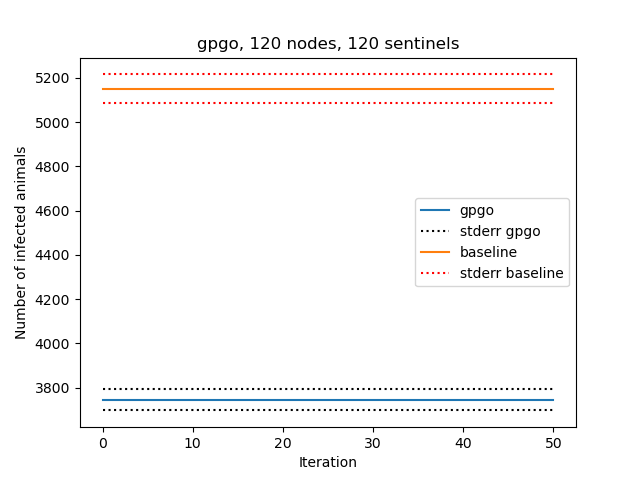 gpgo, 120 nodes, 120 sentinels
5200
5000
4800
4600
4400
4200
4000
3800
Number of infected animals
gpgo
stderr gpgo
baseline
stderr baseline
0 10 20 30 40 50
Iteration